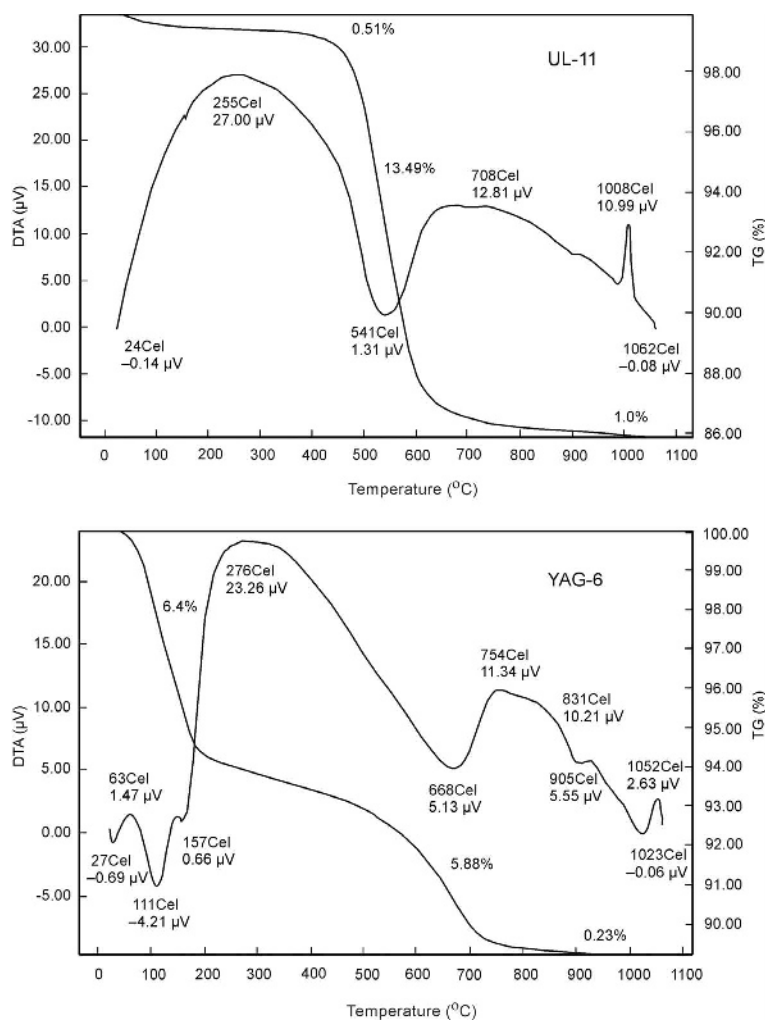 30.00
25.00
20.00
15.00
10.00
5.00
0.00
-5.00
-10.00
DTA (µV)
0.51%
UL-11
255Cel
27.00 µV
13.49%
708Cel
12.81 µV
1008Cel
10.99 µV
24Cel
–0.14 µV
541Cel
1.31 µV
1062Cel
–0.08 µV
1.0%
98.00
96.00
94.00
92.00
90.00
88.00
86.00
TG (%)
0 100 200 300 400 500 600 700 800 900 1000 1100
Temperature (°C)
20.00
15.00
10.00
5.00
0.00
-5.00
DTA (µV)
6.4%
276Cel
23.26 µV
YAG-6
754Cel
11.34 µV
831Cel
10.21 µV
63Cel
1.47 µV
668Cel
5.13 µV
905Cel
5.55 µV
1052Cel
2.63 µV
27Cel
–0.69 µV
157Cel
0.66 µV
111Cel
–4.21 µV
5.88%
1023Cel
–0.06 µV
0.23%
100.00
99.00
98.00
97.00
96.00
95.00
94.00
93.00
92.00
91.00
90.00
TG (%)
0 100 200 300 400 500 600 700 800 900 1000 1100
Temperature (°C)